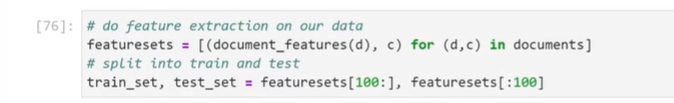 [76]: # do feature extraction on our data
featuresets = [(document_features(d), c) for (d,c) in documents]
# split into train and test
train_set, test_set = featuresets[100:], featuresets[:100]